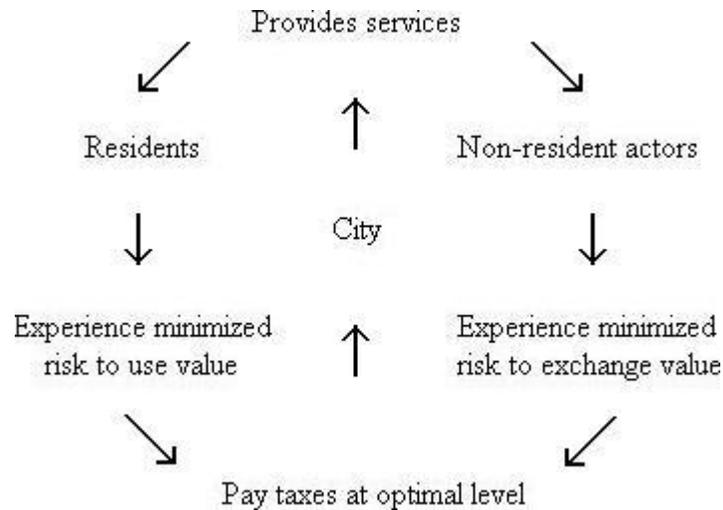 Provides services
Residents
Non-resident actors
City
Experience minimized
risk to use value
Experience minimized
risk to exchange value
Pay taxes at optimal level